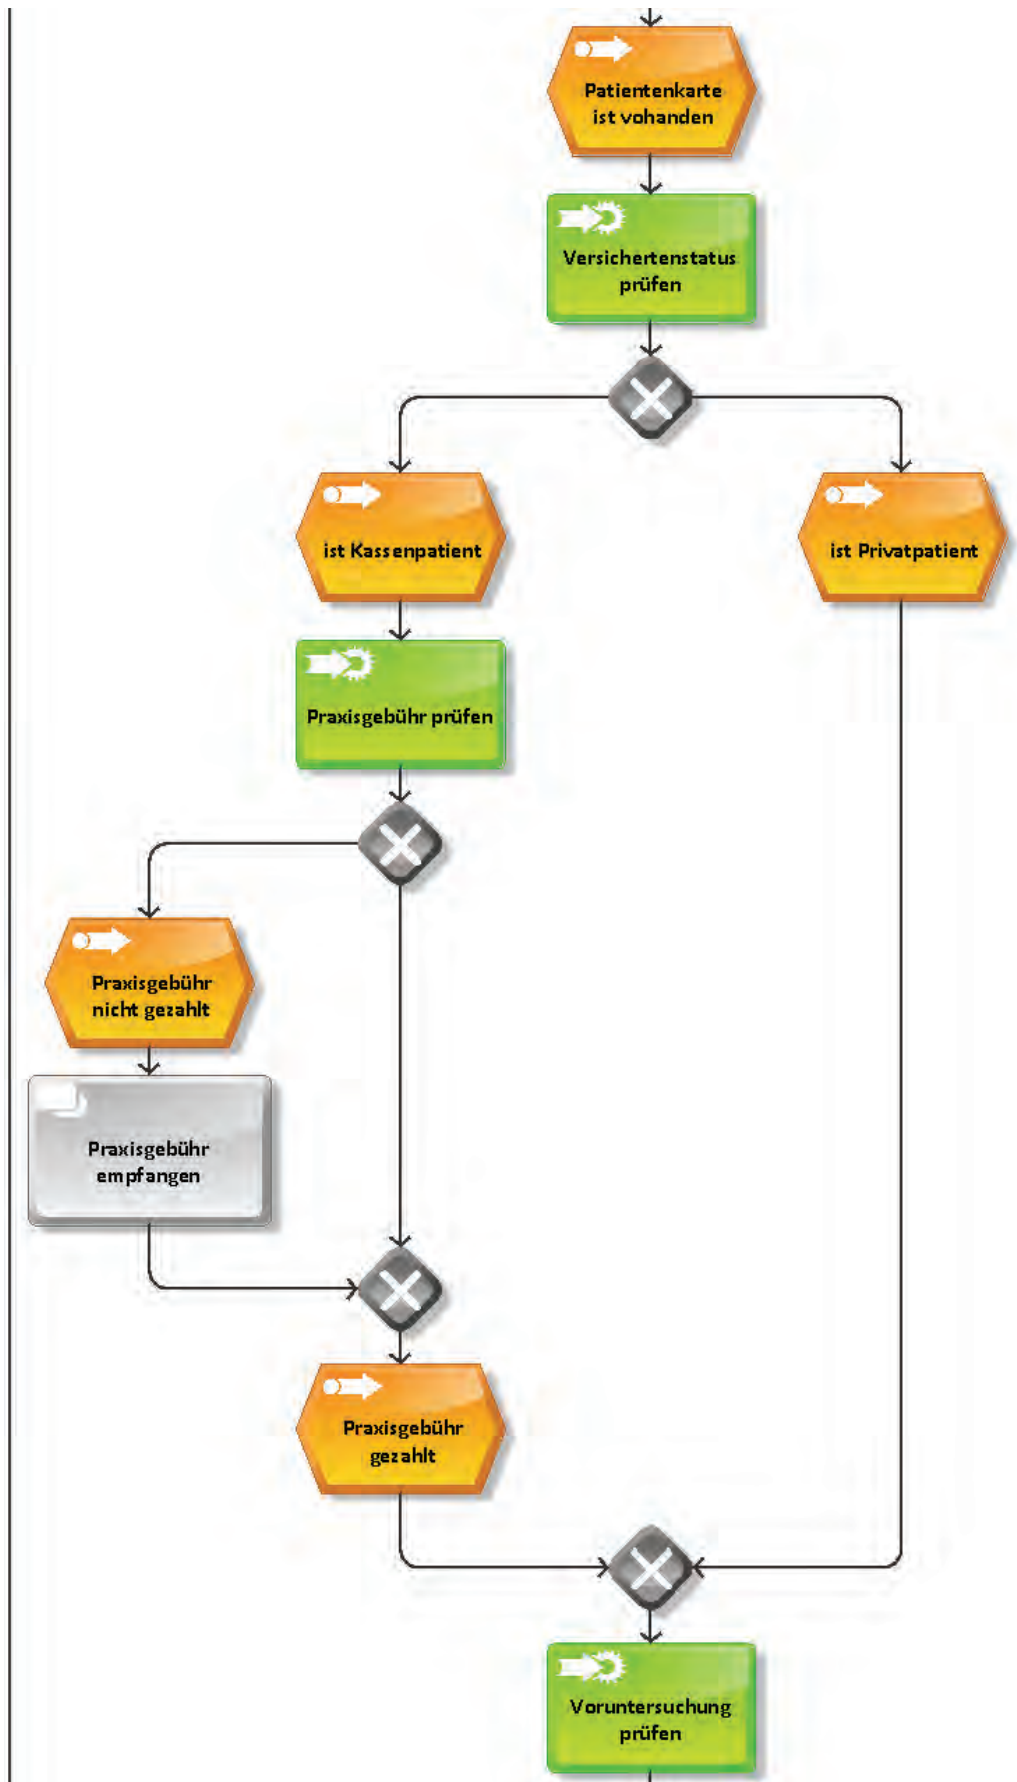 Patientenkarte
ist vohanden
Versichertenstatus
prüfen
ist Kassenpatient
ist Privatpatient
Praxisgebühr prüfen
Praxisgebühr
nicht gezahlt
Praxisgebühr
empfangen
Praxisgebühr
gezahlt
Voruntersuchung
prüfen